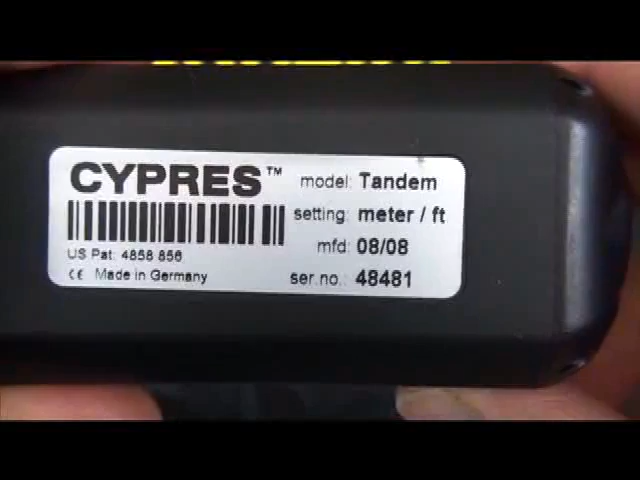 CYPRES™
US Pat: 4858 856
CE Made in Germany
model: Tandem
setting: meter / ft
mfd: 08/08
ser.no.: 48481